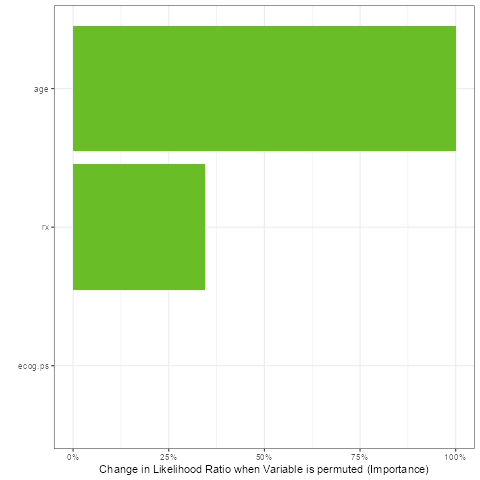 age
rx
ecog.ps
0%
25%
50%
75%
100%
Change in Likelihood Ratio when Variable is permuted (Importance)